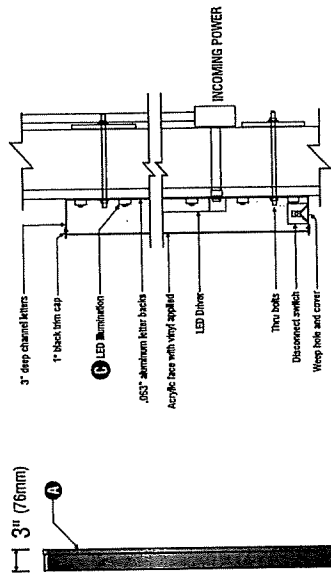 3" deep channel letters
1" black trim cap
C LED illumination
.063" aluminum letter backs
Acrylic face with vinyl applied
LED Driver
Thru bolts
Disconnect switch
Weep hole and cover
INCOMING POWER
3" (76mm)
A